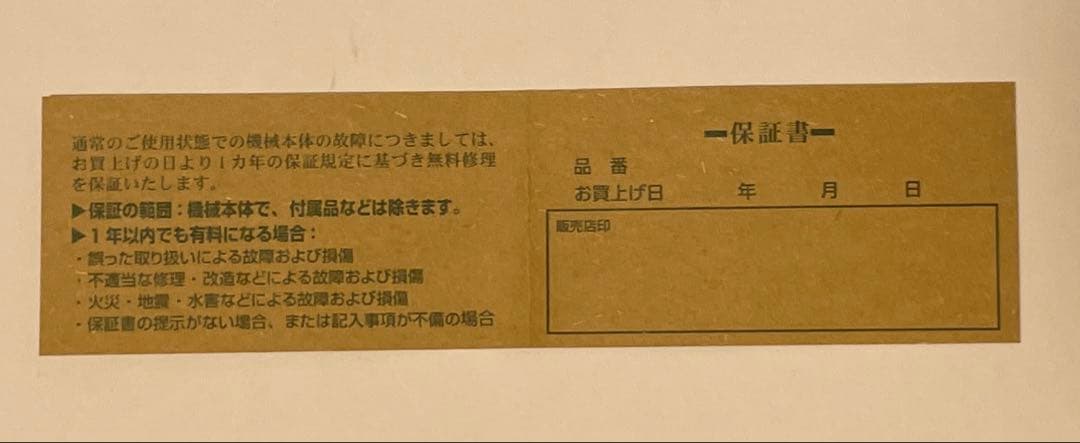 通常のご使用状態での機械本体の故障につきましては、
お買上げの日より1カ年の保証規定に基づき無料修理
を保証いたします。
▶保証の範囲：機械本体で、付属品などは除きます。
▶1年以内でも有料になる場合：
・誤った取り扱いによる故障および損傷
・不適当な修理・改造などによる故障および損傷
・火災・地震・水害などによる故障および損傷
・保証書の提示がない場合、または記入事項が不備の場合
ー保証書ー
品　番
お買上げ日　年　月　日
販売店印